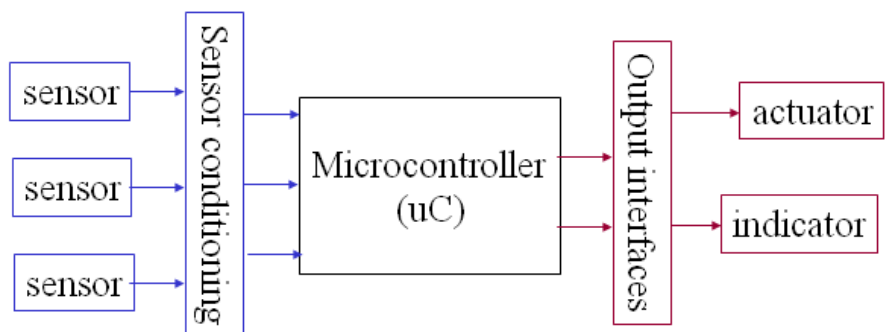 sensor
sensor
sensor
Sensor conditioning
Microcontroller
(uC)
Output interfaces
actuator
indicator